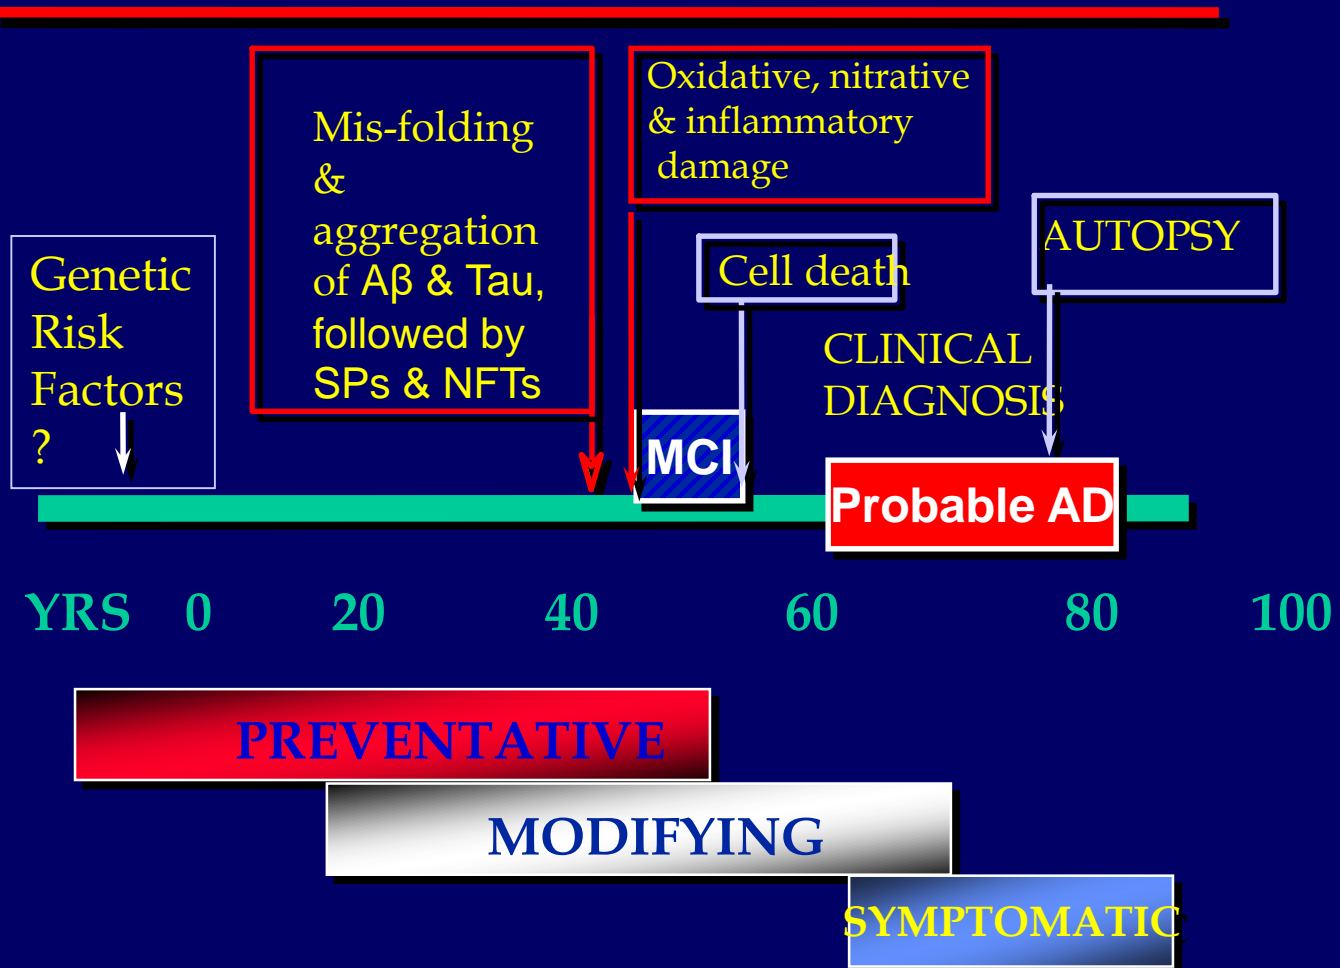 Genetic
Risk
Factors
?
Mis-folding
&
aggregation
of Aβ & Tau,
followed by
SPs & NFTs
Oxidative, nitrative
& inflammatory
damage
Cell death
AUTOPSY
CLINICAL
DIAGNOSIS
MCI
Probable AD
YRS 0 20 40 60 80 100
PREVENTATIVE
MODIFYING
SYMPTOMATIC